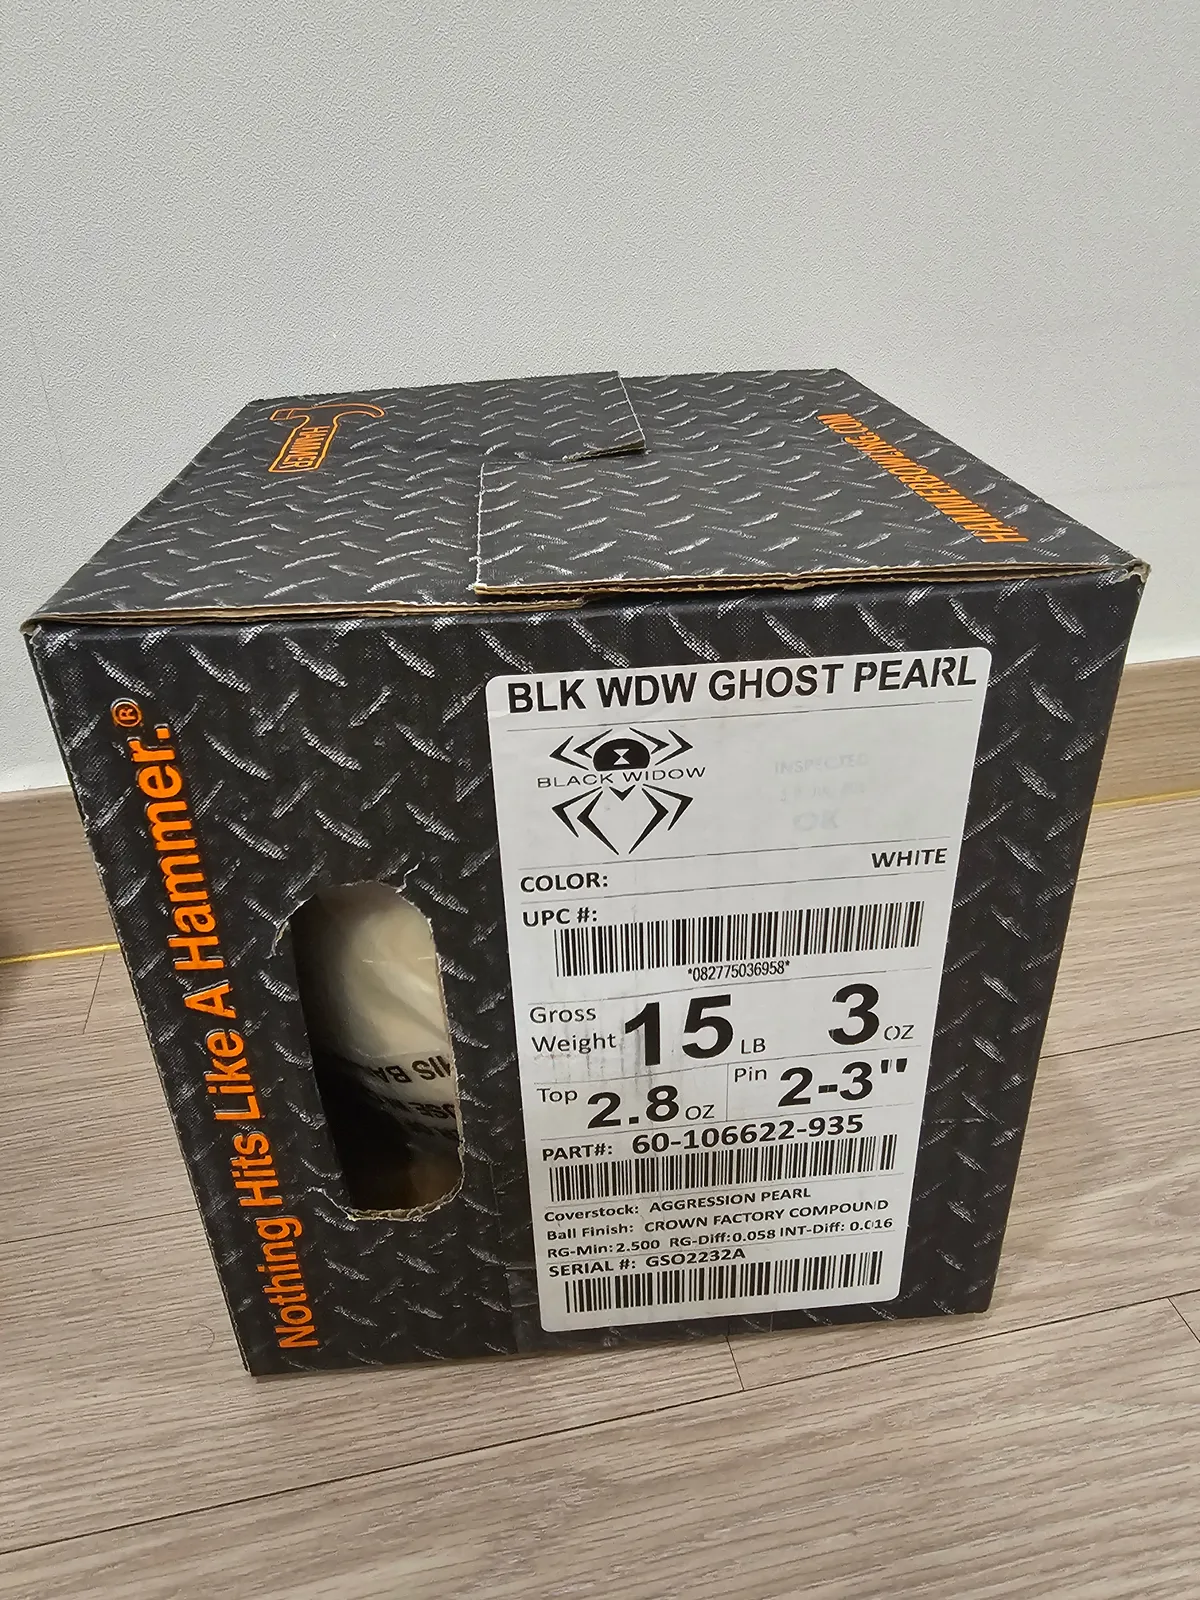 HAMMER
HAMMERBOWLING.COM
Nothing Hits Like A Hammer.®
BLK WDW GHOST PEARL
BLACK WIDOW
INSPECTED
OK
COLOR: WHITE
UPC #:
*082775036958*
Gross Weight 15 LB 3 OZ
Top 2.8 OZ Pin 2-3"
PART#: 60-106622-935
Coverstock: AGGRESSION PEARL
Ball Finish: CROWN FACTORY COMPOUND
RG-Min: 2.500 RG-Diff: 0.058 INT-Diff: 0.016
SERIAL #: GSO2232A